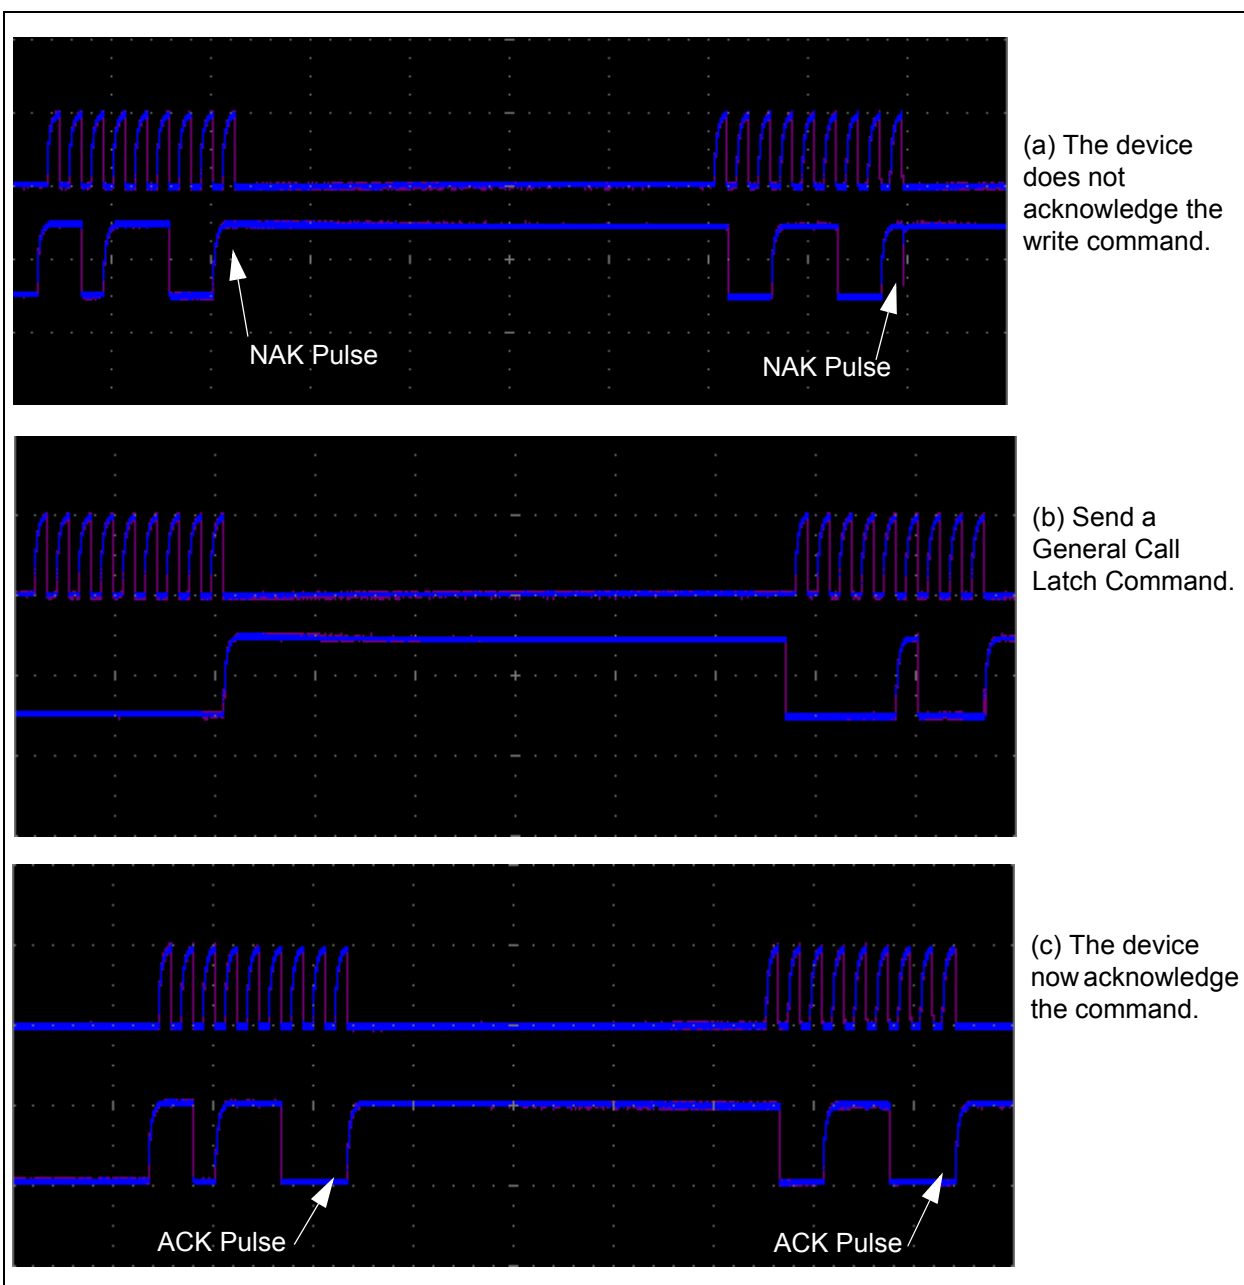 (a) The device
does not
acknowledge the
write command.
NAK Pulse
NAK Pulse
(b) Send a
General Call
Latch Command.
(c) The device
now acknowledge
the command.
ACK Pulse
ACK Pulse